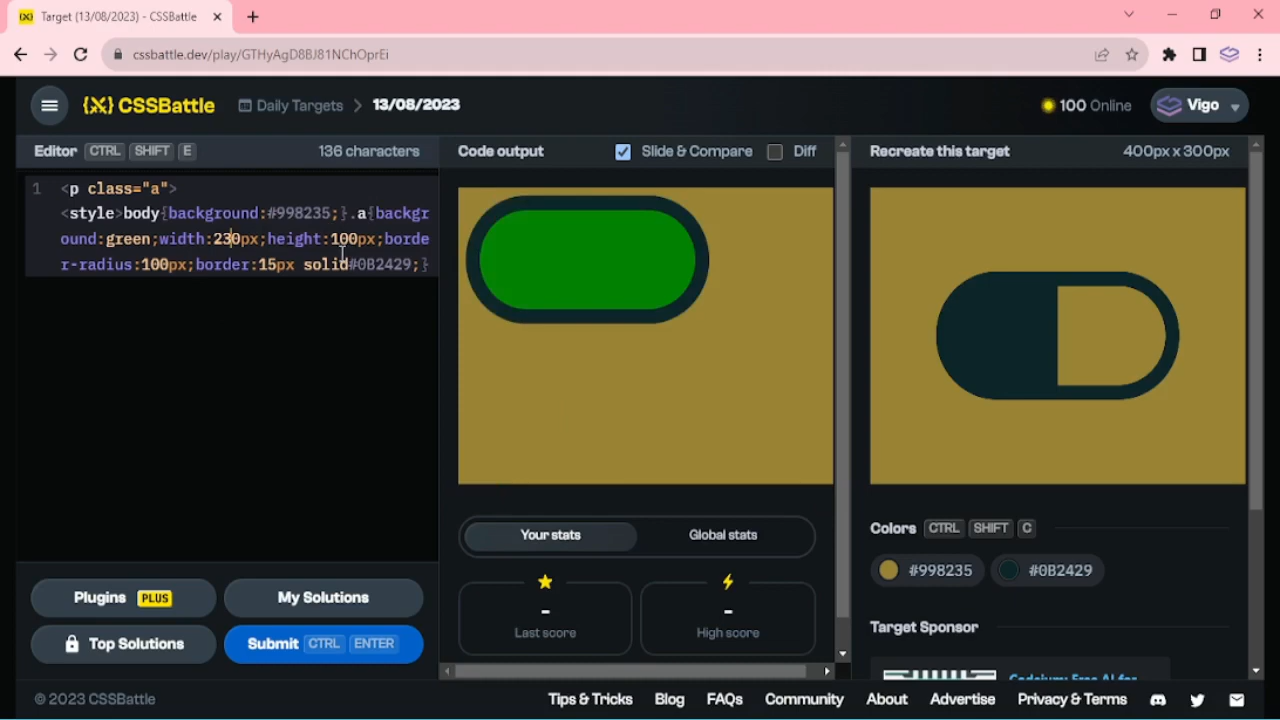 Target (13/08/2023) - CSSBattle
cssbattle.dev/play/GTHyAgD8BJ81NChOprEi
{X} CSSBattle
Daily Targets > 13/08/2023
100 Online
Vigo
Editor CTRL SHIFT E 136 characters
Code output
Slide & Compare
Diff
Recreate this target 400px x 300px
1 <p class="a">
<style>body{background:#998235;}.a{backgr
ound:green;width:230px;height:100px;borde
r-radius:100px;border:15px solid#0B2429;}
Your stats
Global stats
-
Last score
-
High score
Colors CTRL SHIFT C
#998235
#0B2429
Target Sponsor
Plugins PLUS
My Solutions
Top Solutions
Submit CTRL ENTER
© 2023 CSSBattle
Tips & Tricks Blog FAQs Community About Advertise Privacy & Terms